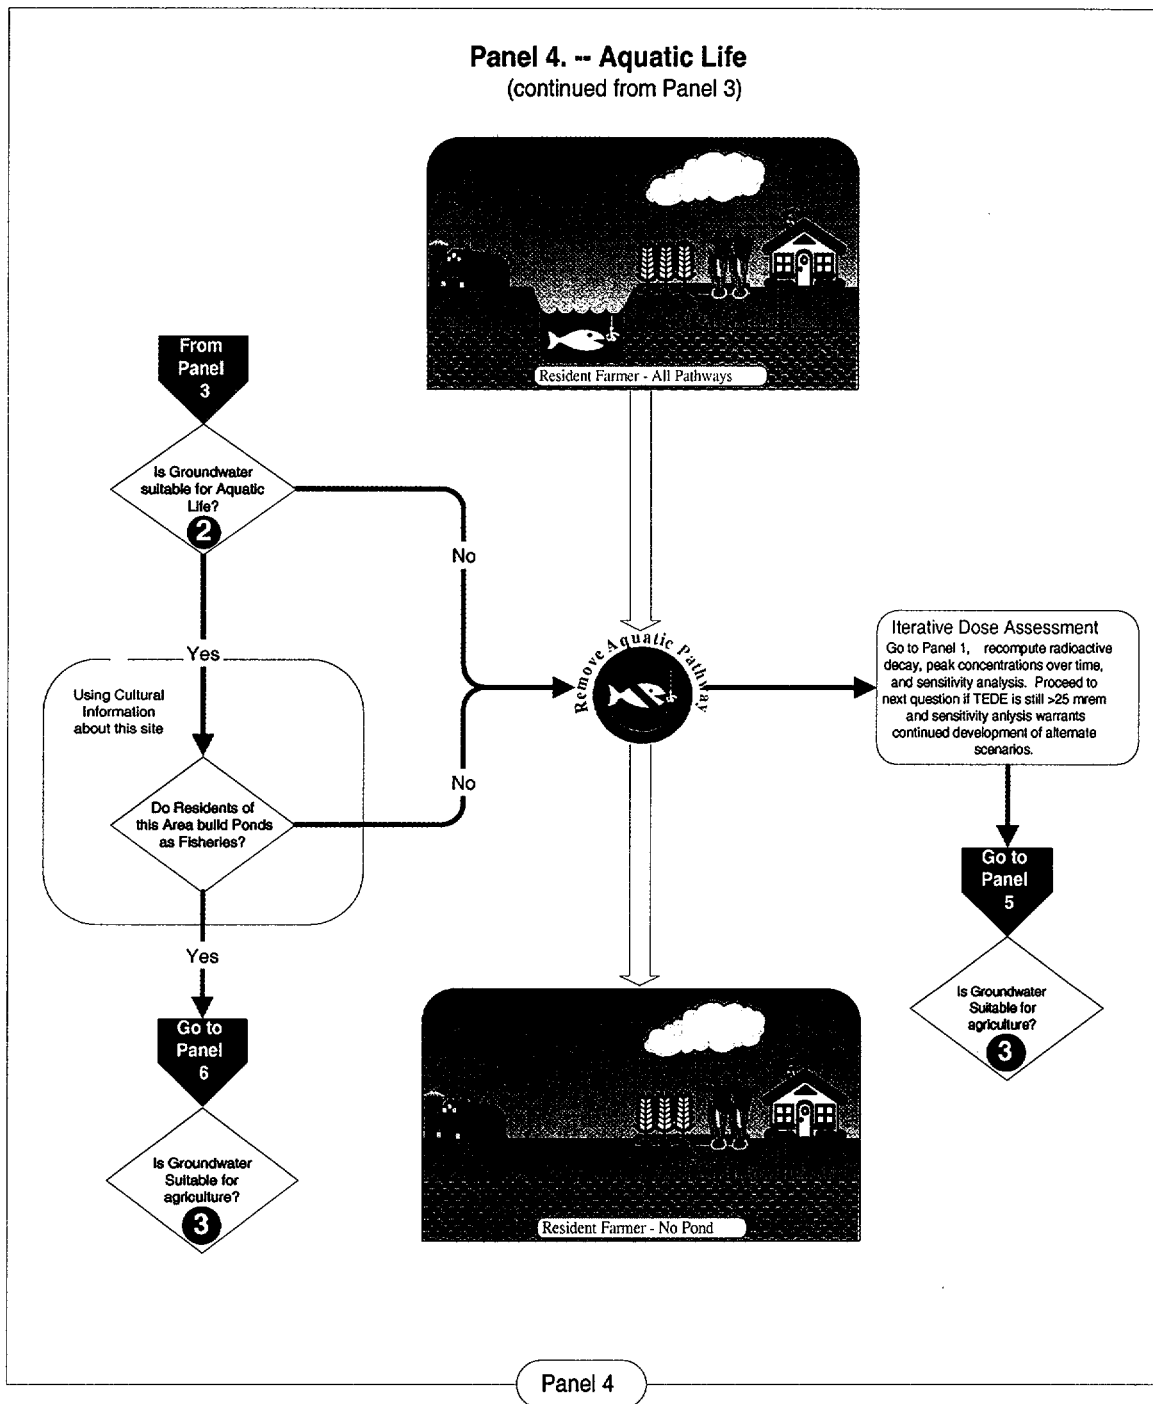 Panel 4. -- Aquatic Life
(continued from Panel 3)
Resident Farmer - All Pathways
From
Panel
3
Is Groundwater
suitable for Aquatic
Life?
2
No
Yes
Using Cultural
Information
about this site
Do Residents of
this Area build Ponds
as Fisheries?
No
Yes
Go to
Panel
6
Is Groundwater
Suitable for
agriculture?
3
Remove Aquatic Pathway
Iterative Dose Assessment
Go to Panel 1, recompute radioactive
decay, peak concentrations over time,
and sensitivity analysis. Proceed to
next question if TEDE is still >25 mrem
and sensitivity anlysis warrants
continued development of alternate
scenarios.
Go to
Panel
5
Is Groundwater
Suitable for
agriculture?
3
Resident Farmer - No Pond
Panel 4